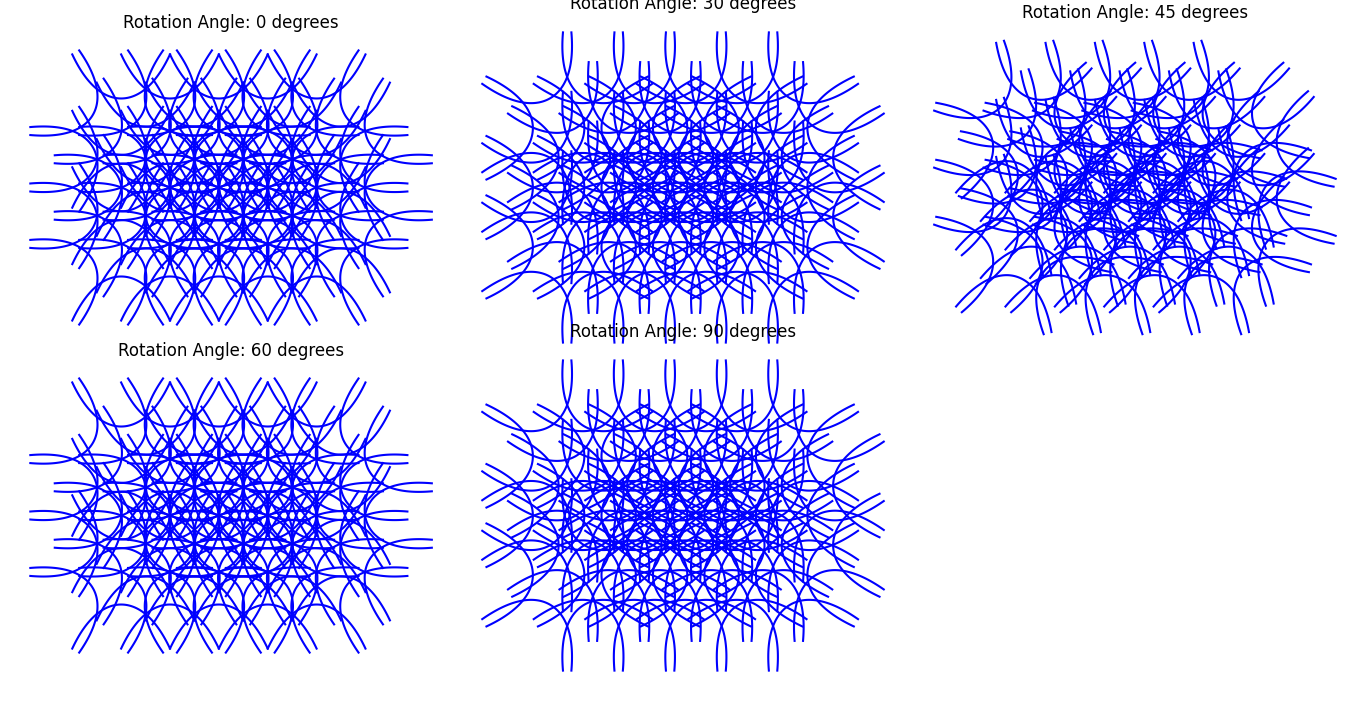 Rotation Angle: 0 degrees
Rotation Angle: 30 degrees
Rotation Angle: 45 degrees
Rotation Angle: 60 degrees
Rotation Angle: 90 degrees